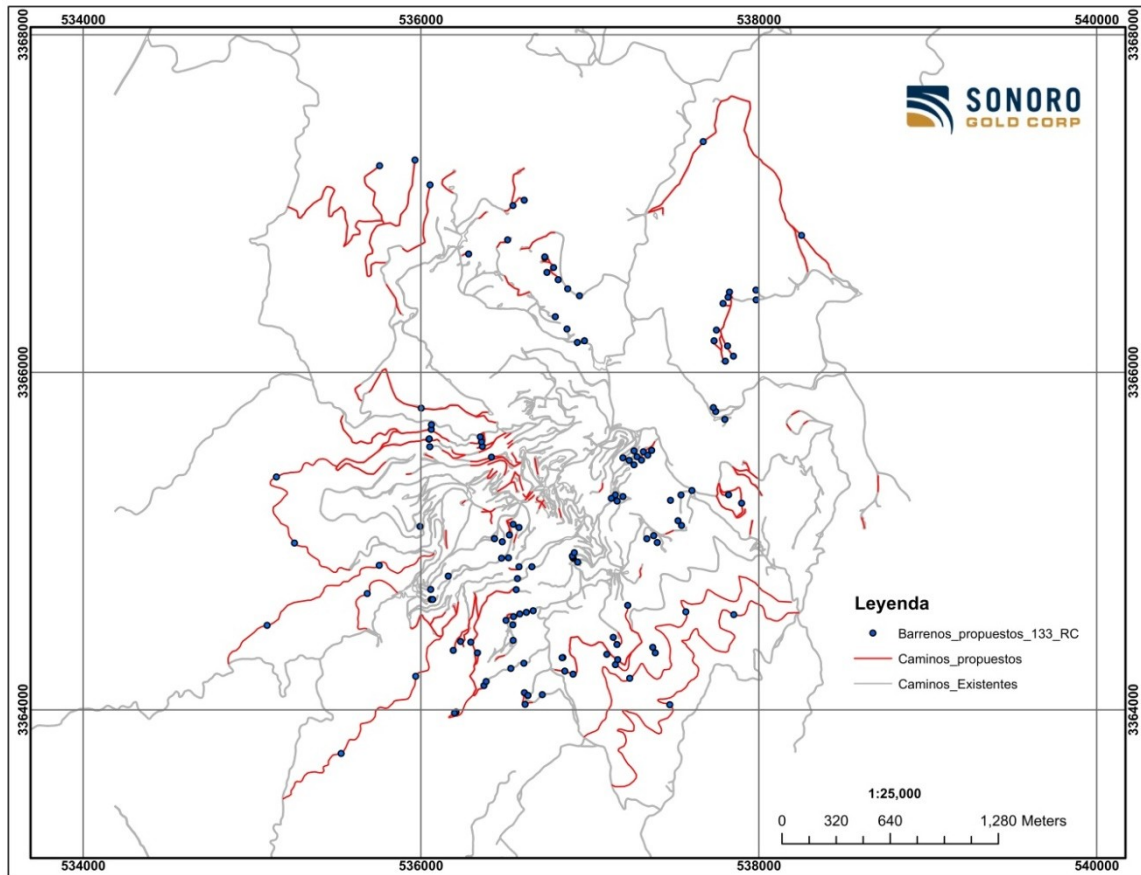 534000
536000
538000
540000
3368000
3368000
SONORO
GOLD CORP
3366000
3366000
Leyenda
Barrenos_propuestos_133_RC
Caminos_propuestos
Caminos_Existentes
3364000
3364000
1:25,000
0 320 640 1,280 Meters
534000
536000
538000
540000